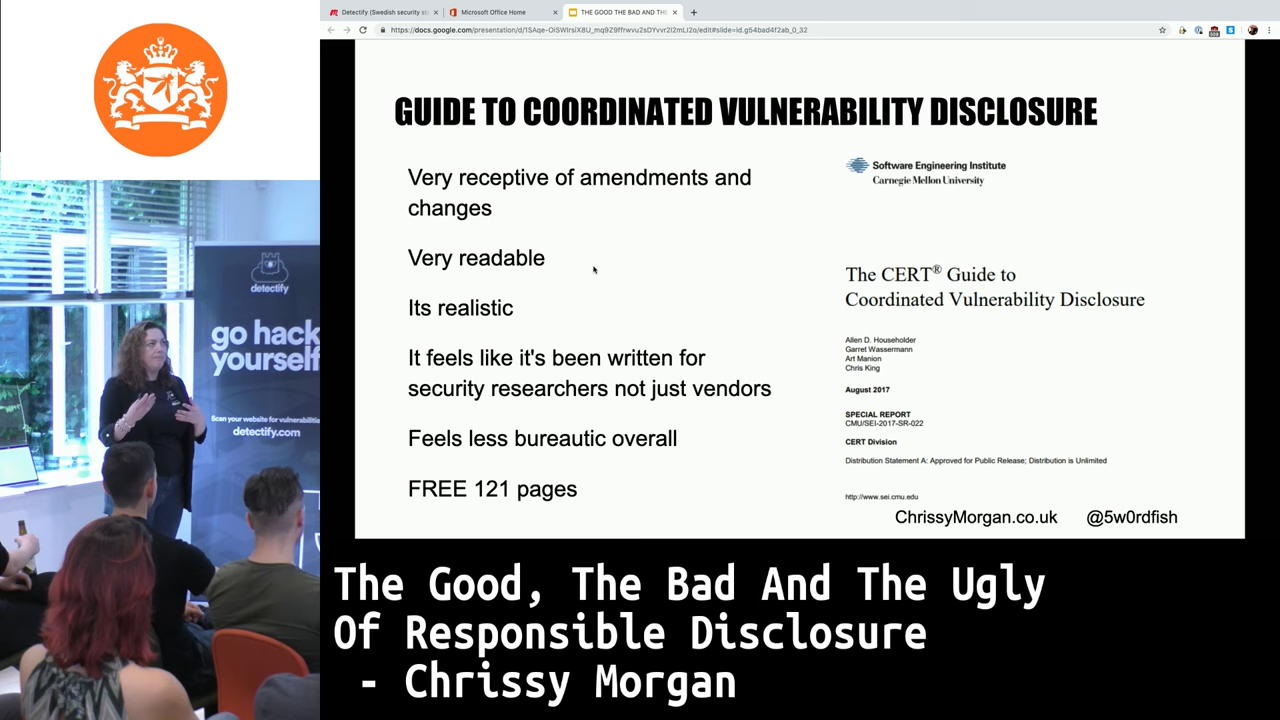 Detectify (Swedish security st
Microsoft Office Home
THE GOOD THE BAD AND THE
GUIDE TO COORDINATED VULNERABILITY DISCLOSURE
Very receptive of amendments and
changes
Very readable
Its realistic
It feels like it's been written for
security researchers not just vendors
Feels less bureautic overall
FREE 121 pages
Software Engineering Institute
Carnegie Mellon University
The CERT® Guide to
Coordinated Vulnerability Disclosure
Allen D. Householder
Garret Wassermann
Art Manion
Chris King
August 2017
SPECIAL REPORT
CMU/SEI-2017-SR-022
CERT Division
Distribution Statement A: Approved for Public Release; Distribution is Unlimited
http://www.sei.cmu.edu
ChrissyMorgan.co.uk
@5w0rdfish
detectify
go hack
yourself
Scan your website for vulnerabilities
detectify.com
The Good, The Bad And The Ugly
Of Responsible Disclosure
- Chrissy Morgan